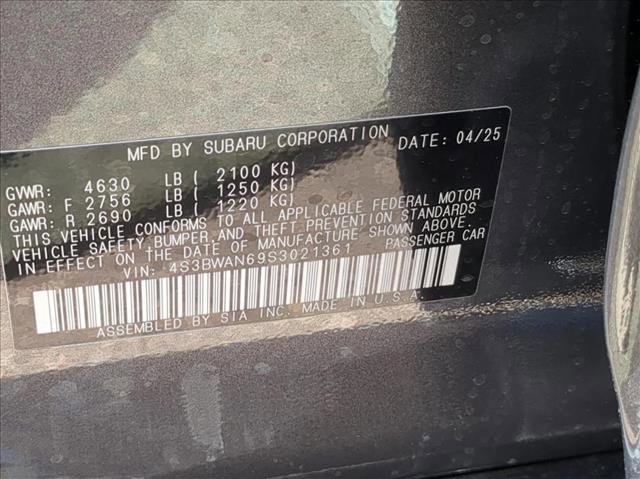 MFD BY SUBARU CORPORATION DATE: 04/25
GVWR: 4630 LB ( 2100 KG)
GAWR: F 2756 LB ( 1250 KG)
GAWR: R 2690 LB ( 1220 KG)
THIS VEHICLE CONFORMS TO ALL APPLICABLE FEDERAL MOTOR
VEHICLE SAFETY, BUMPER, AND THEFT PREVENTION STANDARDS
IN EFFECT ON THE DATE OF MANUFACTURE SHOWN ABOVE.
VIN: 4S3BWAN69S3021361 PASSENGER CAR
ASSEMBLED BY SIA INC. MADE IN U.S.A.